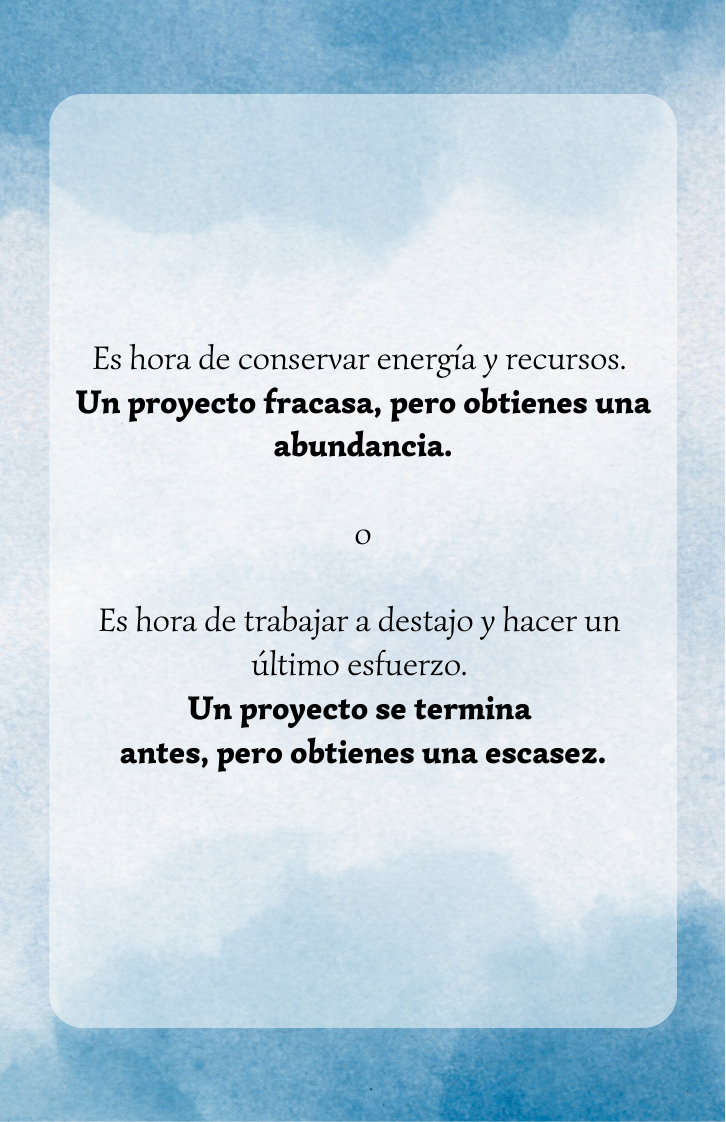 Es hora de conservar energía y recursos.
Un proyecto fracasa, pero obtienes una
abundancia.
o
Es hora de trabajar a destajo y hacer un
último esfuerzo.
Un proyecto se termina
antes, pero obtienes una escasez.